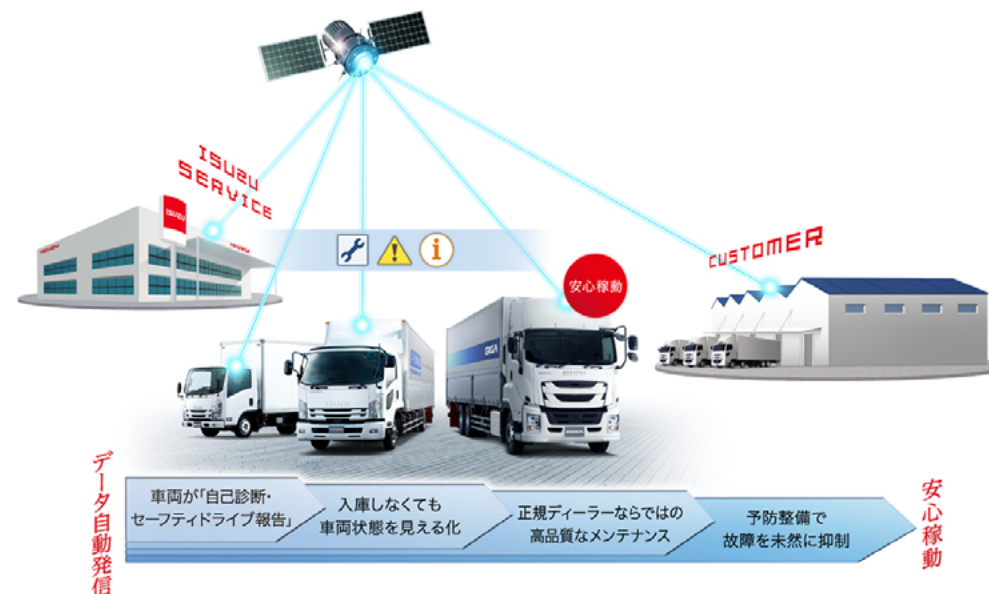 ISUZU
SERVICE
ISUZU
安心稼動
CUSTOMER
GIGA
データ自動発信
車両が「自己診断・
セーフティドライブ報告」
入庫しなくても
車両状態を見える化
正規ディーラーならではの
高品質なメンテナンス
予防整備で
故障を未然に抑制
安心稼動